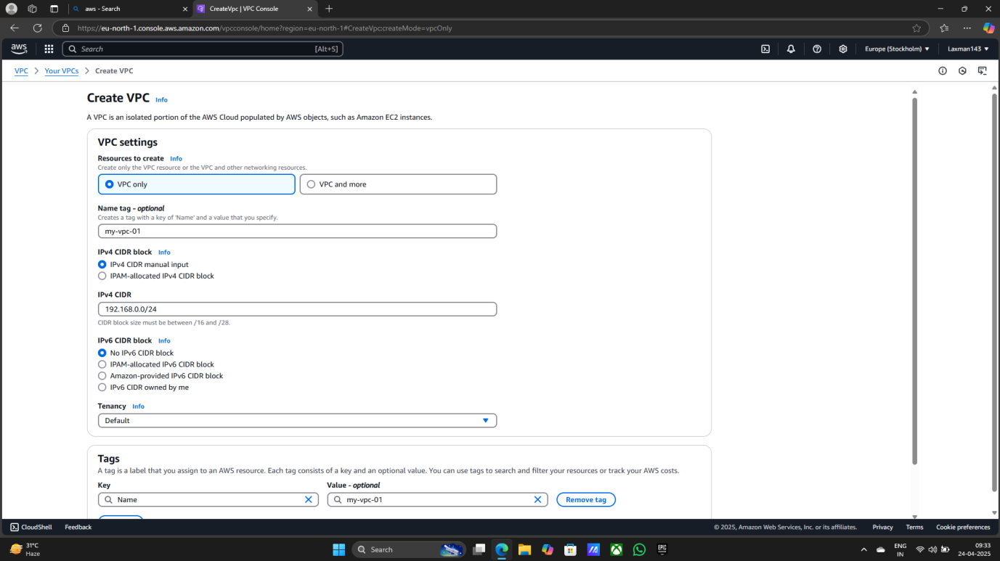 aws - Search
CreateVpc | VPC Console
https://eu-north-1.console.aws.amazon.com/vpcconsole/home?region=eu-north-1#CreateVpc:createMode=vpcOnly
aws
Search
[Alt+S]
Europe (Stockholm)
Laxman143
VPC > Your VPCs > Create VPC
Create VPC Info
A VPC is an isolated portion of the AWS Cloud populated by AWS objects, such as Amazon EC2 instances.
VPC settings
Resources to create Info
Create only the VPC resource or the VPC and other networking resources.
VPC only
VPC and more
Name tag - optional
Creates a tag with a key of 'Name' and a value that you specify.
my-vpc-01
IPv4 CIDR block Info
IPv4 CIDR manual input
IPAM-allocated IPv4 CIDR block
IPv4 CIDR
192.168.0.0/24
CIDR block size must be between /16 and /28.
IPv6 CIDR block Info
No IPv6 CIDR block
IPAM-allocated IPv6 CIDR block
Amazon-provided IPv6 CIDR block
IPv6 CIDR owned by me
Tenancy Info
Default
Tags
A tag is a label that you assign to an AWS resource. Each tag consists of a key and an optional value. You can use tags to search and filter your resources or track your AWS costs.
Key
Value - optional
Name
my-vpc-01
Remove tag
CloudShell
Feedback
© 2025, Amazon Web Services, Inc. or its affiliates.
Privacy
Terms
Cookie preferences
31°C
Haze
Search
EPIC
ENG
IN
09:33
24-04-2025